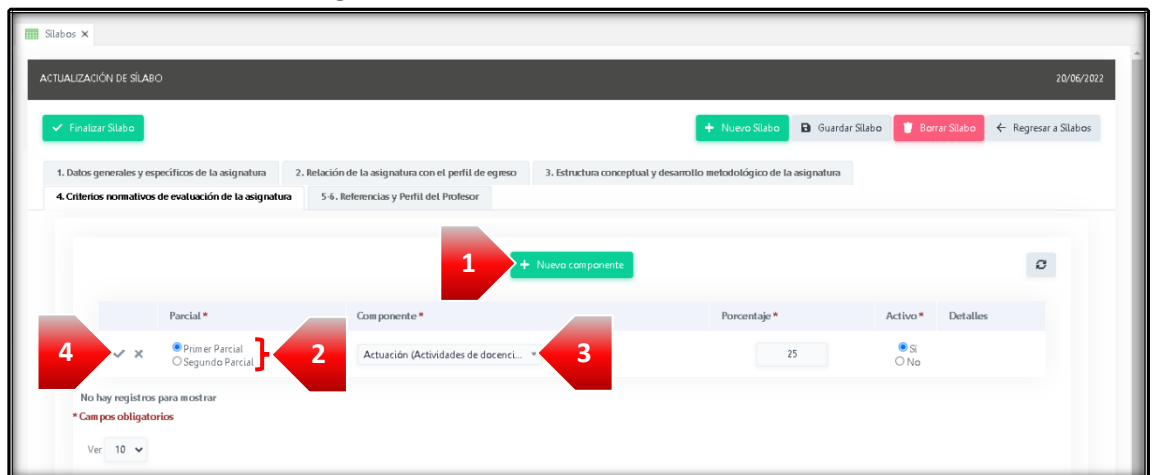 Sílabos ×
ACTUALIZACIÓN DE SÍLABO 20/06/2022
Finalizar Sílabo + Nuevo Sílabo Guardar Sílabo Borrar Sílabo Regresar a Sílabos
1. Datos generales y específicos de la asignatura 2. Relación de la asignatura con el perfil de egreso 3. Estructura conceptual y desarrollo metodológico de la asignatura
4. Criterios normativos de evaluación de la asignatura 5-6. Referencias y Perfil del Profesor
1 + Nuevo componente
Parcial * Componente * Porcentaje * Activo * Detalles
4 Primer Parcial 2 Actuación (Actividades de docenci... 3 25 Sí
Segundo Parcial No
No hay registros para mostrar
* Campos obligatorios
Ver 10